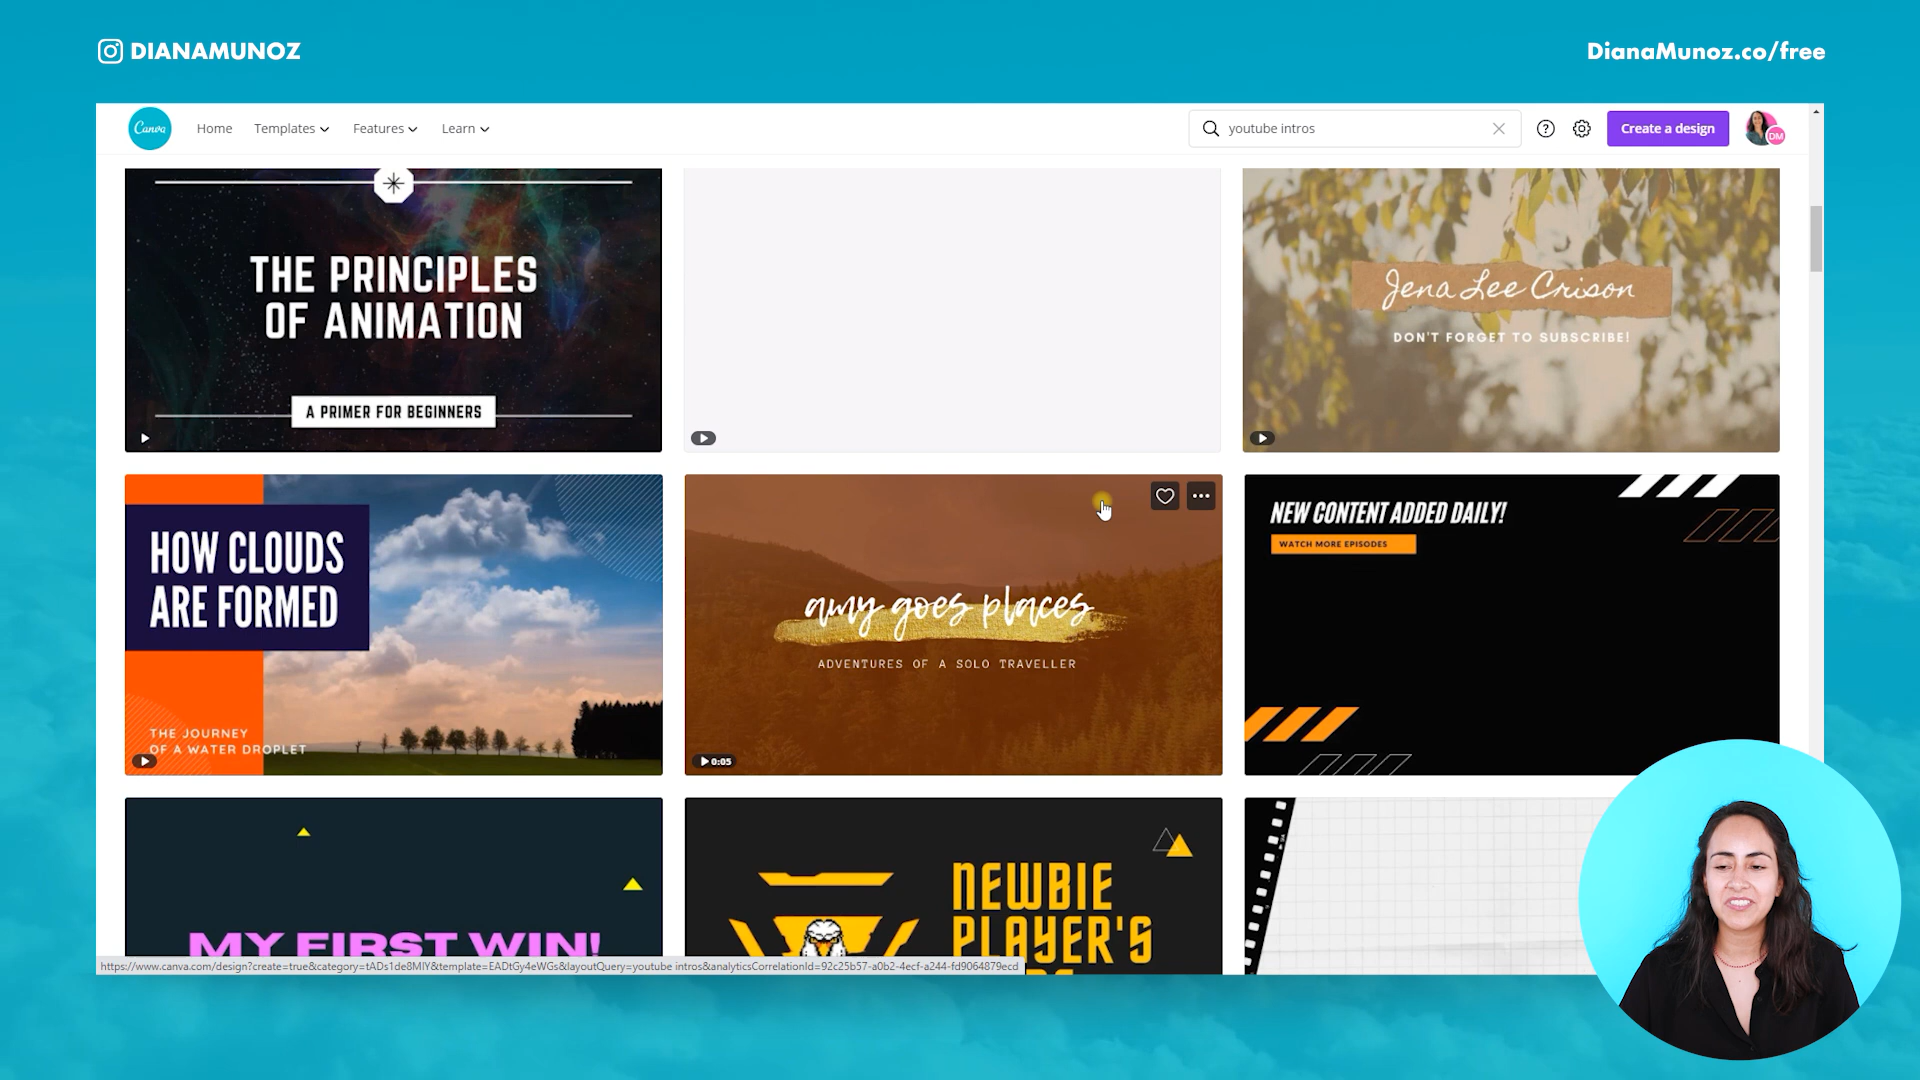 DIANAMUNOZ
DianaMunoz.co/free
Canva
Home
Templates
Features
Learn
youtube intros
Create a design
DM
THE PRINCIPLES
OF ANIMATION
A PRIMER FOR BEGINNERS
Jena Lee Crison
DON'T FORGET TO SUBSCRIBE!
HOW CLOUDS
ARE FORMED
THE JOURNEY
OF A WATER DROPLET
amy goes places
ADVENTURES OF A SOLO TRAVELLER
0:05
NEW CONTENT ADDED DAILY!
WATCH MORE EPISODES
MY FIRST WIN!
NEWBIE
PLAYER'S
https://www.canva.com/design?create=true&category=tADs1de8MIY&template=EADtGy4eWGs&layoutQuery=youtube intros&analyticsCorrelationId=92c25b57-a0b2-4ecf-a244-fd9064879ecd